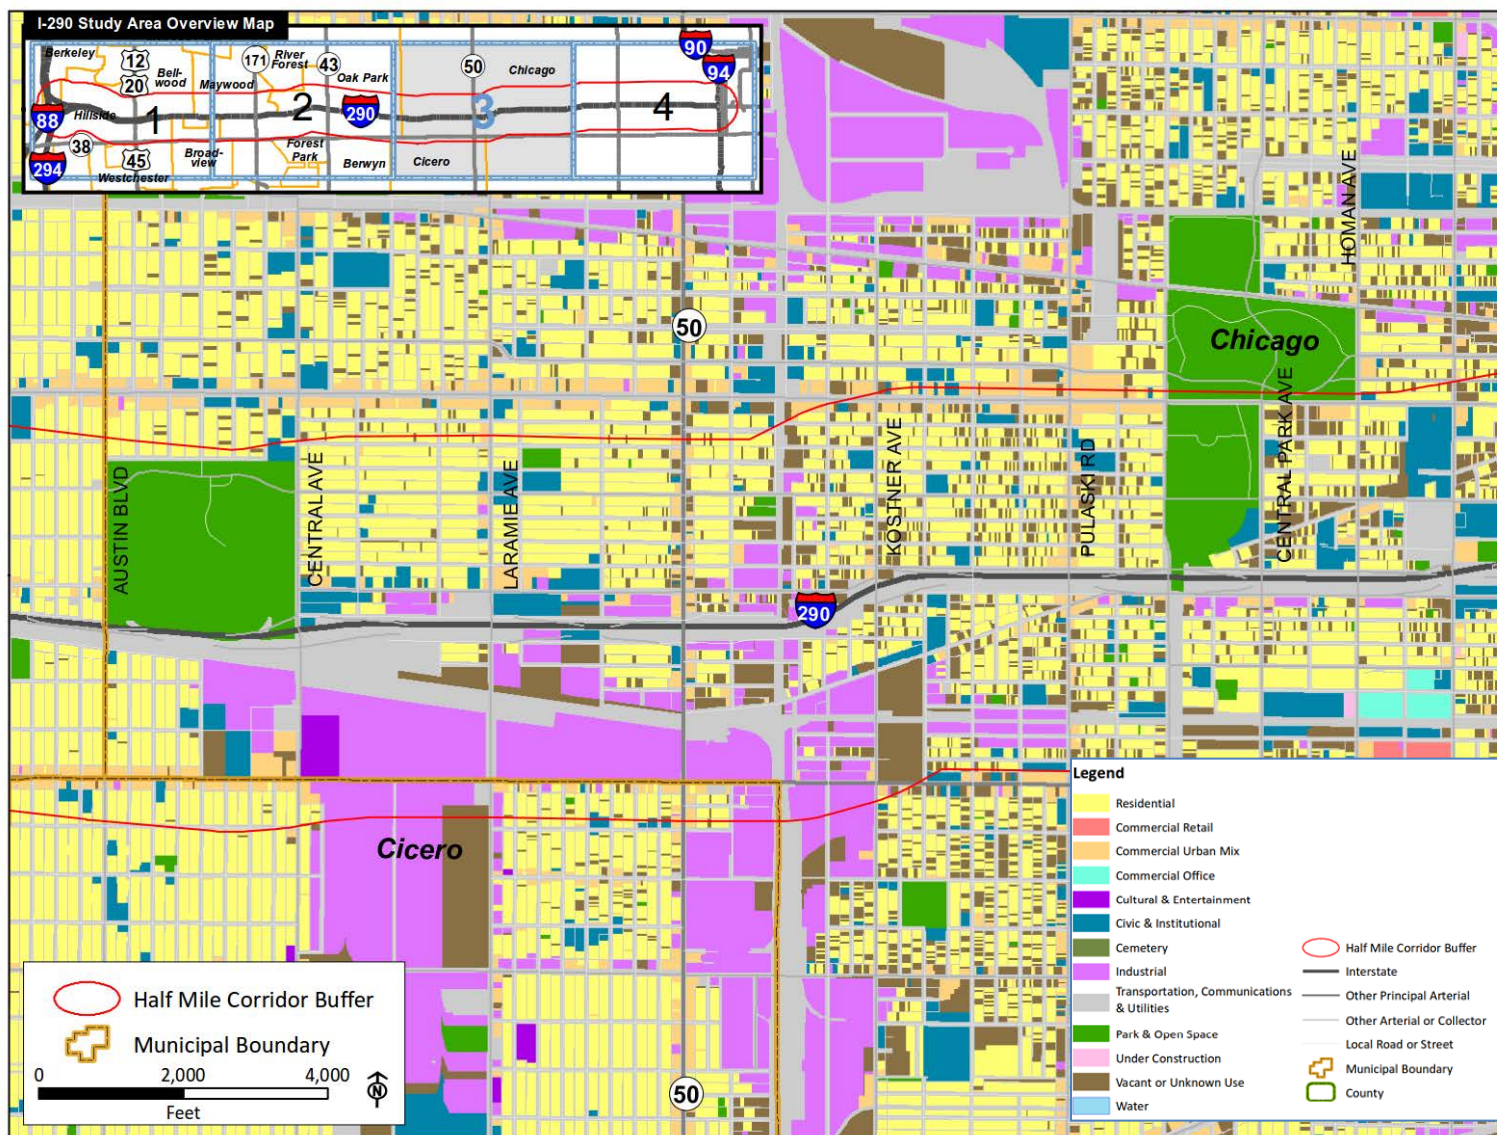 I-290 Study Area Overview Map
Berkeley
12
20
Bell-
wood
Maywood
171
River
Forest
43
Oak Park
50
Chicago
90
94
88
Hillside
1
2
290
3
4
38
294
45
Westchester
Broad-
view
Forest
Park
Berwyn
Cicero
HOMAN AVE
50
Chicago
AUSTIN BLVD
CENTRAL AVE
LARAMIE AVE
KOSTNER AVE
PULASKI RD
CENTRAL PARK AVE
290
Cicero
50
Half Mile Corridor Buffer
Municipal Boundary
0 2,000 4,000
Feet
N
Legend
Residential
Commercial Retail
Commercial Urban Mix
Commercial Office
Cultural & Entertainment
Civic & Institutional
Cemetery
Industrial
Transportation, Communications
& Utilities
Park & Open Space
Under Construction
Vacant or Unknown Use
Water
Half Mile Corridor Buffer
Interstate
Other Principal Arterial
Other Arterial or Collector
Local Road or Street
Municipal Boundary
County